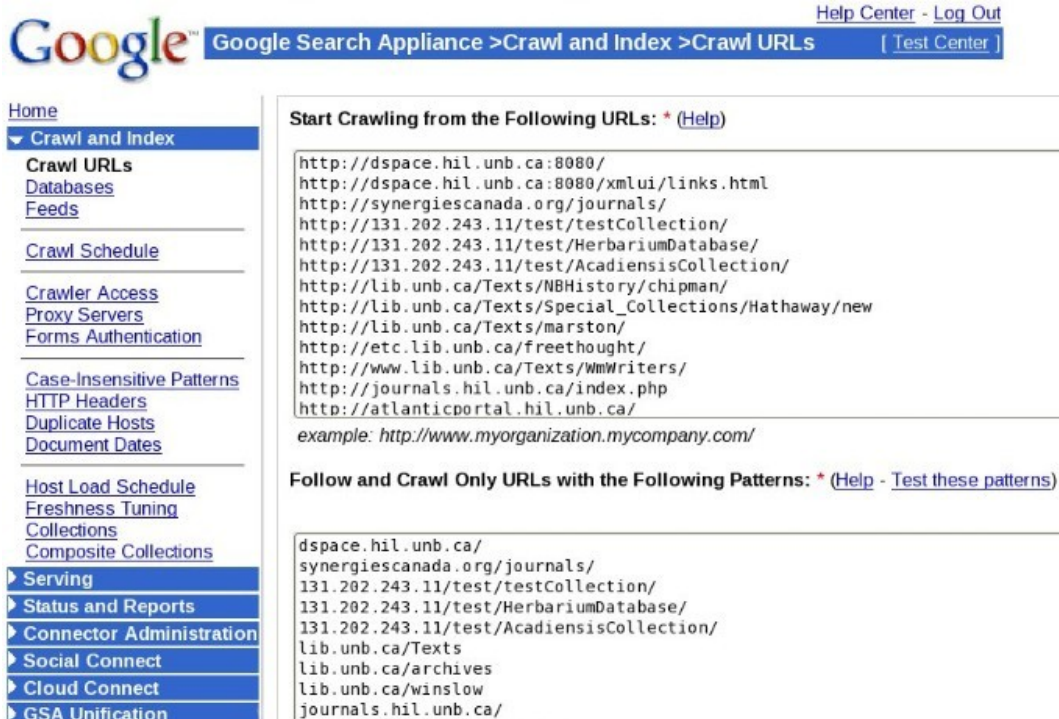 Help Center - Log Out
Google™
Google Search Appliance >Crawl and Index >Crawl URLs [ Test Center ]
Home
Crawl and Index
Crawl URLs
Databases
Feeds
Crawl Schedule
Crawler Access
Proxy Servers
Forms Authentication
Case-Insensitive Patterns
HTTP Headers
Duplicate Hosts
Document Dates
Host Load Schedule
Freshness Tuning
Collections
Composite Collections
Serving
Status and Reports
Connector Administration
Social Connect
Cloud Connect
GSA Unification
Start Crawling from the Following URLs: * (Help)
http://dspace.hil.unb.ca:8080/
http://dspace.hil.unb.ca:8080/xmlui/links.html
http://synergiescanada.org/journals/
http://131.202.243.11/test/testCollection/
http://131.202.243.11/test/HerbariumDatabase/
http://131.202.243.11/test/AcadiensisCollection/
http://lib.unb.ca/Texts/NBHistory/chipman/
http://lib.unb.ca/Texts/Special_Collections/Hathaway/new
http://lib.unb.ca/Texts/marston/
http://etc.lib.unb.ca/freethought/
http://www.lib.unb.ca/Texts/WmWriters/
http://journals.hil.unb.ca/index.php
http://atlanticportal.hil.unb.ca/
example: http://www.myorganization.mycompany.com/
Follow and Crawl Only URLs with the Following Patterns: * (Help - Test these patterns)
dspace.hil.unb.ca/
synergiescanada.org/journals/
131.202.243.11/test/testCollection/
131.202.243.11/test/HerbariumDatabase/
131.202.243.11/test/AcadiensisCollection/
lib.unb.ca/Texts
lib.unb.ca/archives
lib.unb.ca/winslow
journals.hil.unb.ca/